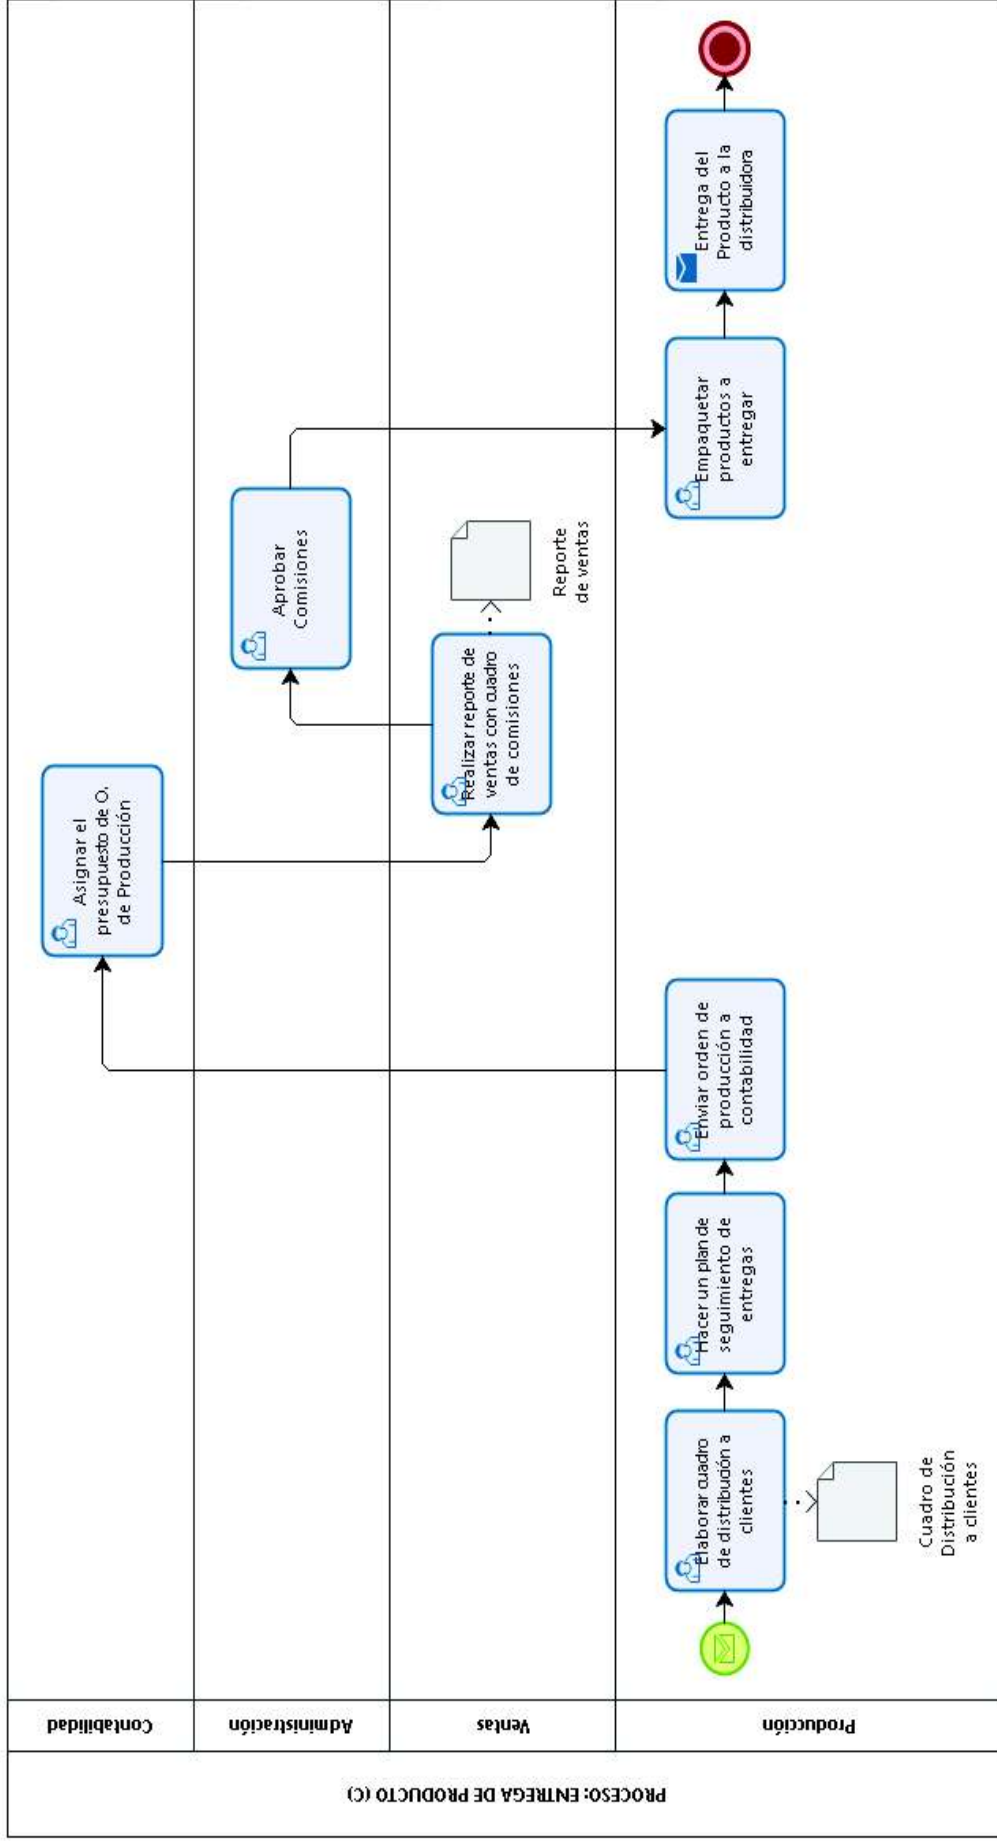 PROCESO: ENTREGA DE PRODUCTO (C)
Contabilidad
Administración
Ventas
Producción
Asignar el
presupuesto de O.
de Producción
Aprobar
Comisiones
Realizar reporte de
ventas con cuadro
de comisiones
Reporte
de ventas
Elaborar cuadro
de distribución a
clientes
Cuadro de
Distribución
a clientes
Hacer un plan de
seguimiento de
entregas
Enviar orden de
producción a
contabilidad
Empaquetar
productos a
entregar
Entrega del
Producto a la
distribuidora